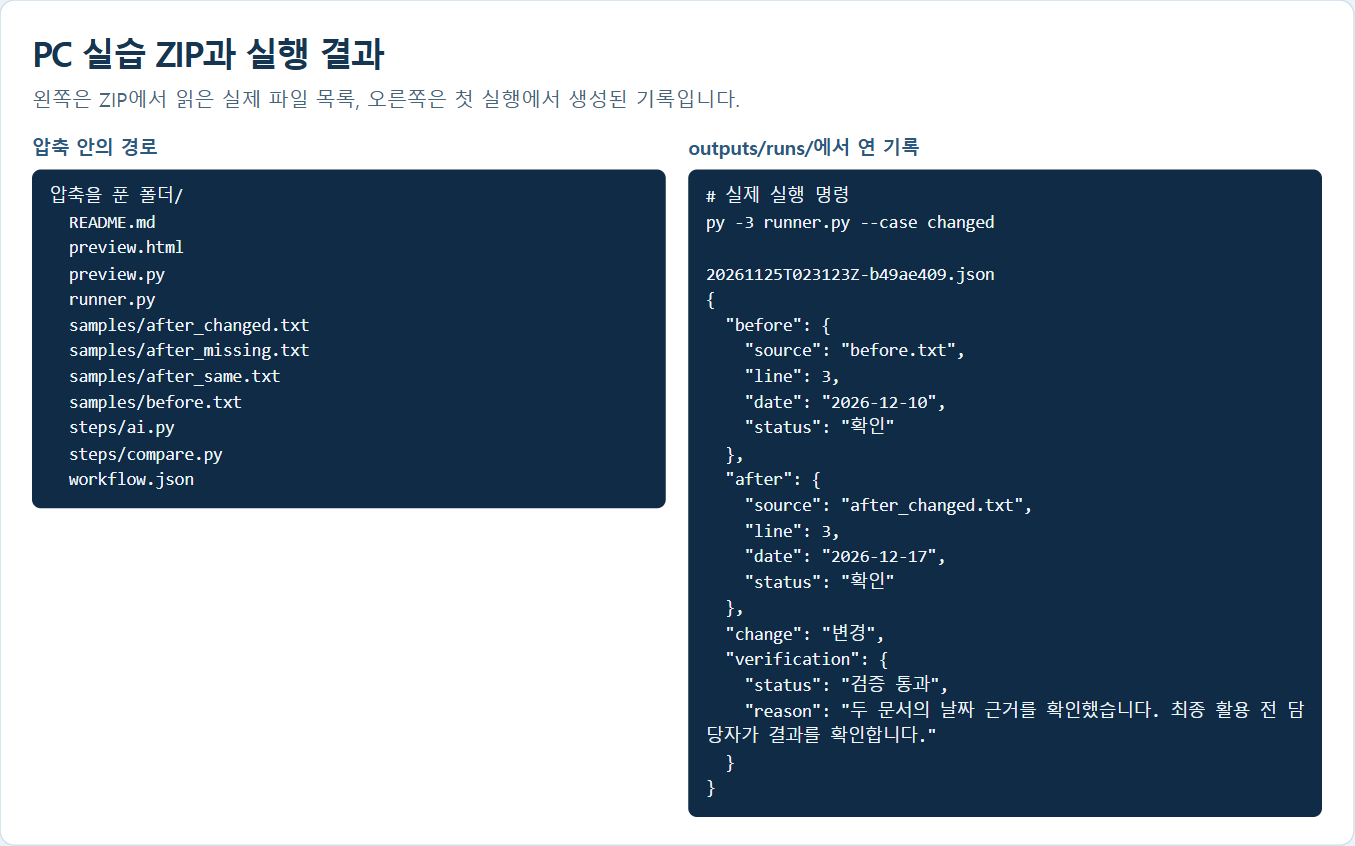 PC 실습 ZIP과 실행 결과
왼쪽은 ZIP에서 읽은 실제 파일 목록, 오른쪽은 첫 실행에서 생성된 기록입니다.
압축 안의 경로
압축을 푼 폴더/
  README.md
  preview.html
  preview.py
  runner.py
  samples/after_changed.txt
  samples/after_missing.txt
  samples/after_same.txt
  samples/before.txt
  steps/ai.py
  steps/compare.py
  workflow.json
outputs/runs/에서 연 기록
# 실제 실행 명령
py -3 runner.py --case changed
20261125T023123Z-b49ae409.json
{
  "before": {
    "source": "before.txt",
    "line": 3,
    "date": "2026-12-10",
    "status": "확인"
  },
  "after": {
    "source": "after_changed.txt",
    "line": 3,
    "date": "2026-12-17",
    "status": "확인"
  },
  "change": "변경",
  "verification": {
    "status": "검증 통과",
    "reason": "두 문서의 날짜 근거를 확인했습니다. 최종 활용 전 담
당자가 결과를 확인합니다."
  }
}